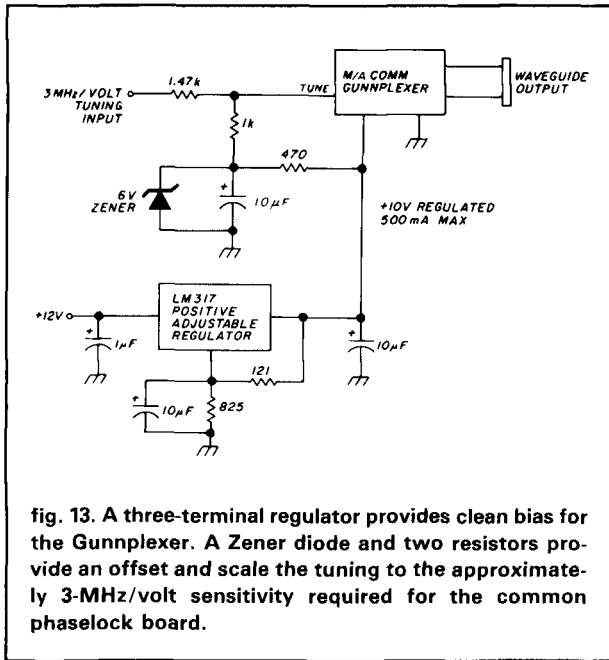 M/A COMM
GUNNPLEXER
WAVEGUIDE
OUTPUT
1.47k
TUNE
3MHz/VOLT
TUNING
INPUT
1k
470
6V
ZENER
+
10µF
+10V REGULATED
500mA MAX
LM317
POSITIVE
ADJUSTABLE
REGULATOR
+12V
+
1µF
121
+
10µF
+
10µF
825
fig. 13. A three-terminal regulator provides clean bias for
the Gunnplexer. A Zener diode and two resistors pro-
vide an offset and scale the tuning to the approximate-
ly 3-MHz/volt sensitivity required for the common
phaselock board.